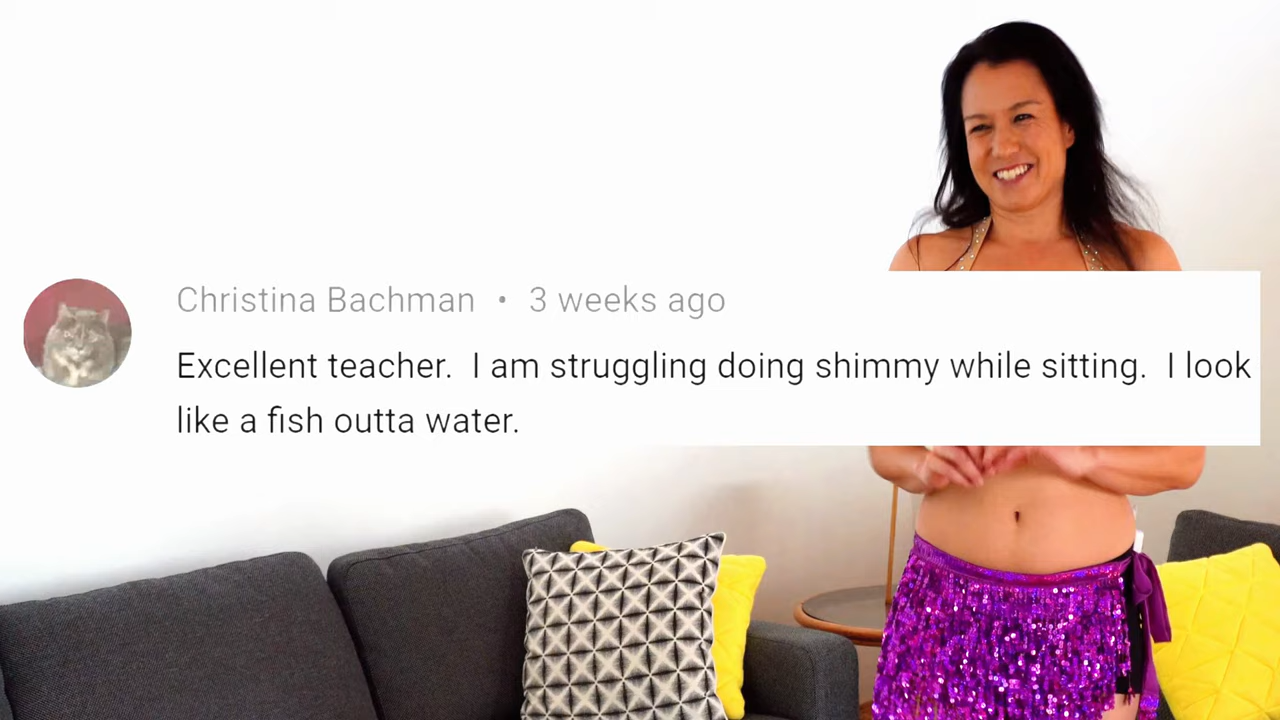 Christina Bachman • 3 weeks ago
Excellent teacher.  I am struggling doing shimmy while sitting.  I look
like a fish outta water.